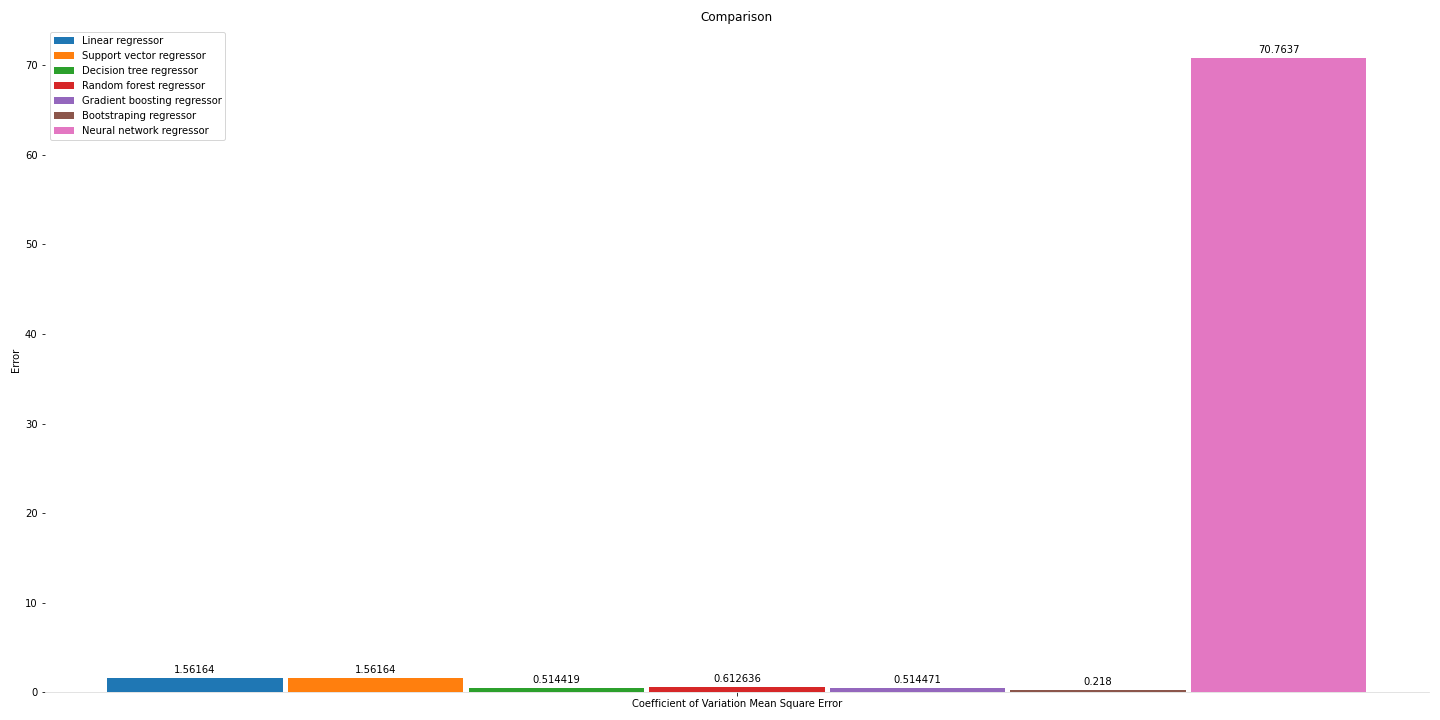 Comparison
Linear regressor
Support vector regressor
Decision tree regressor
Random forest regressor
Gradient boosting regressor
Bootstraping regressor
Neural network regressor
70
60
50
40
30
20
10
0
Error
1.56164
1.56164
0.514419
0.612636
0.514471
0.218
70.7637
Coefficient of Variation Mean Square Error